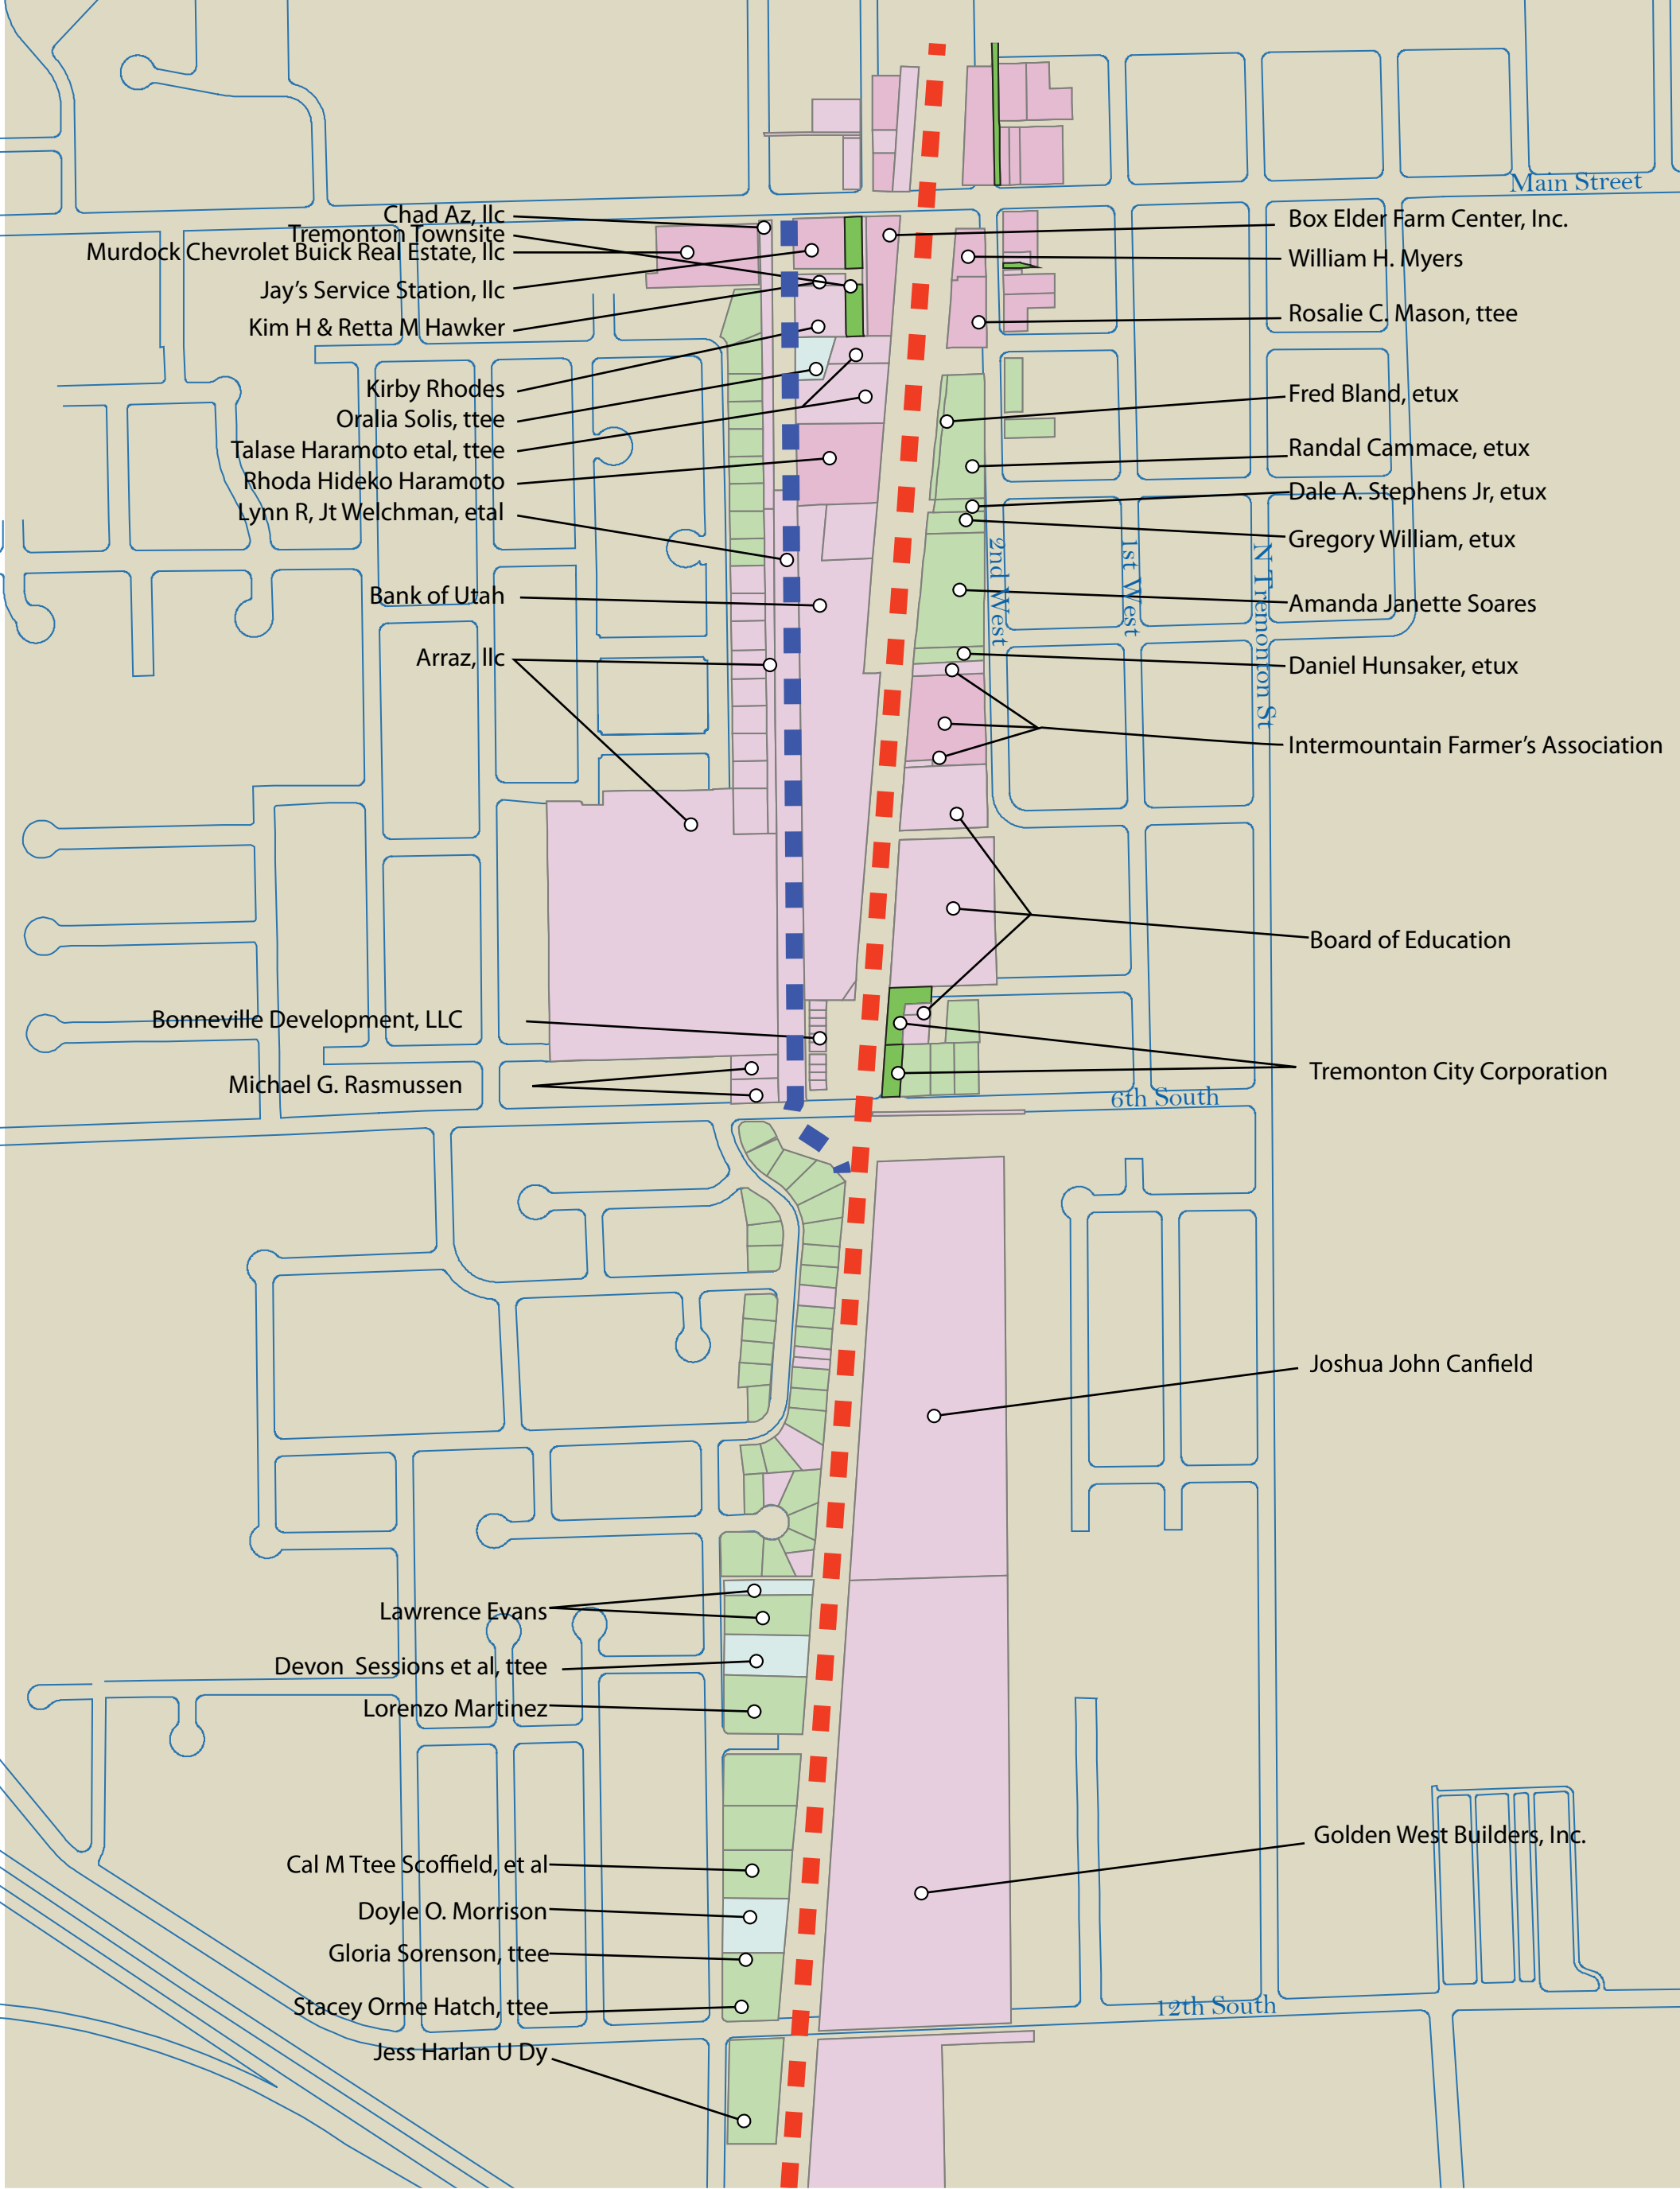 Main Street
Chad Az, llc
Tremonton Townsite
Murdock Chevrolet Buick Real Estate, llc
Jay's Service Station, llc
Kim H & Retta M Hawker
Kirby Rhodes
Oralia Solis, ttee
Talase Haramoto etal, ttee
Rhoda Hideko Haramoto
Lynn R, Jt Welchman, etal
Bank of Utah
Arraz, llc
Bonneville Development, LLC
Michael G. Rasmussen
Box Elder Farm Center, Inc.
William H. Myers
Rosalie C. Mason, ttee
Fred Bland, etux
Randal Cammace, etux
Dale A. Stephens Jr, etux
Gregory William, etux
Amanda Janette Soares
Daniel Hunsaker, etux
Intermountain Farmer's Association
Board of Education
Tremonton City Corporation
2nd West
1st West
N Tremonton St
6th South
Joshua John Canfield
Lawrence Evans
Devon Sessions et al, ttee
Lorenzo Martinez
Cal M Ttee Scoffield, et al
Doyle O. Morrison
Gloria Sorenson, ttee
Stacey Orme Hatch, ttee
Jess Harlan U Dy
Golden West Builders, Inc.
12th South